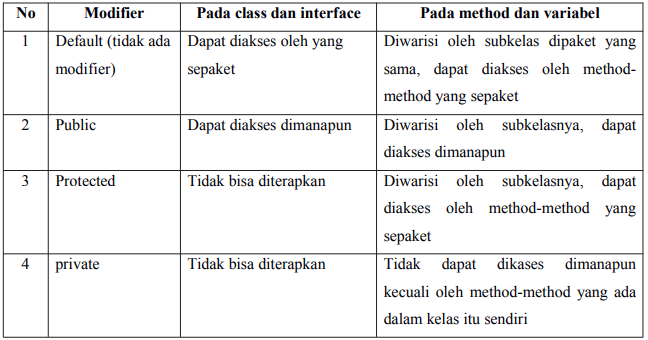 No Modifier Pada class dan interface Pada method dan variabel
1 Default (tidak ada Dapat diakses oleh yang Diwarisi oleh subkelas dipaket yang
modifier) sepaket sama, dapat diakses oleh method-
method yang sepaket
2 Public Dapat diakses dimanapun Diwarisi oleh subkelasnya, dapat
diakses dimanapun
3 Protected Tidak bisa diterapkan Diwarisi oleh subkelasnya, dapat
diakses oleh method-method yang
sepaket
4 private Tidak bisa diterapkan Tidak dapat dikases dimanapun
kecuali oleh method-method yang ada
dalam kelas itu sendiri